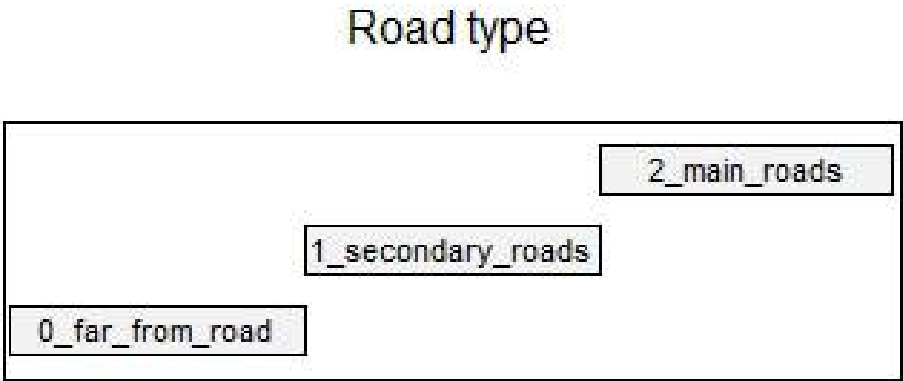 Road type
2_main_roads
1_secondary_roads
0_far_from_road